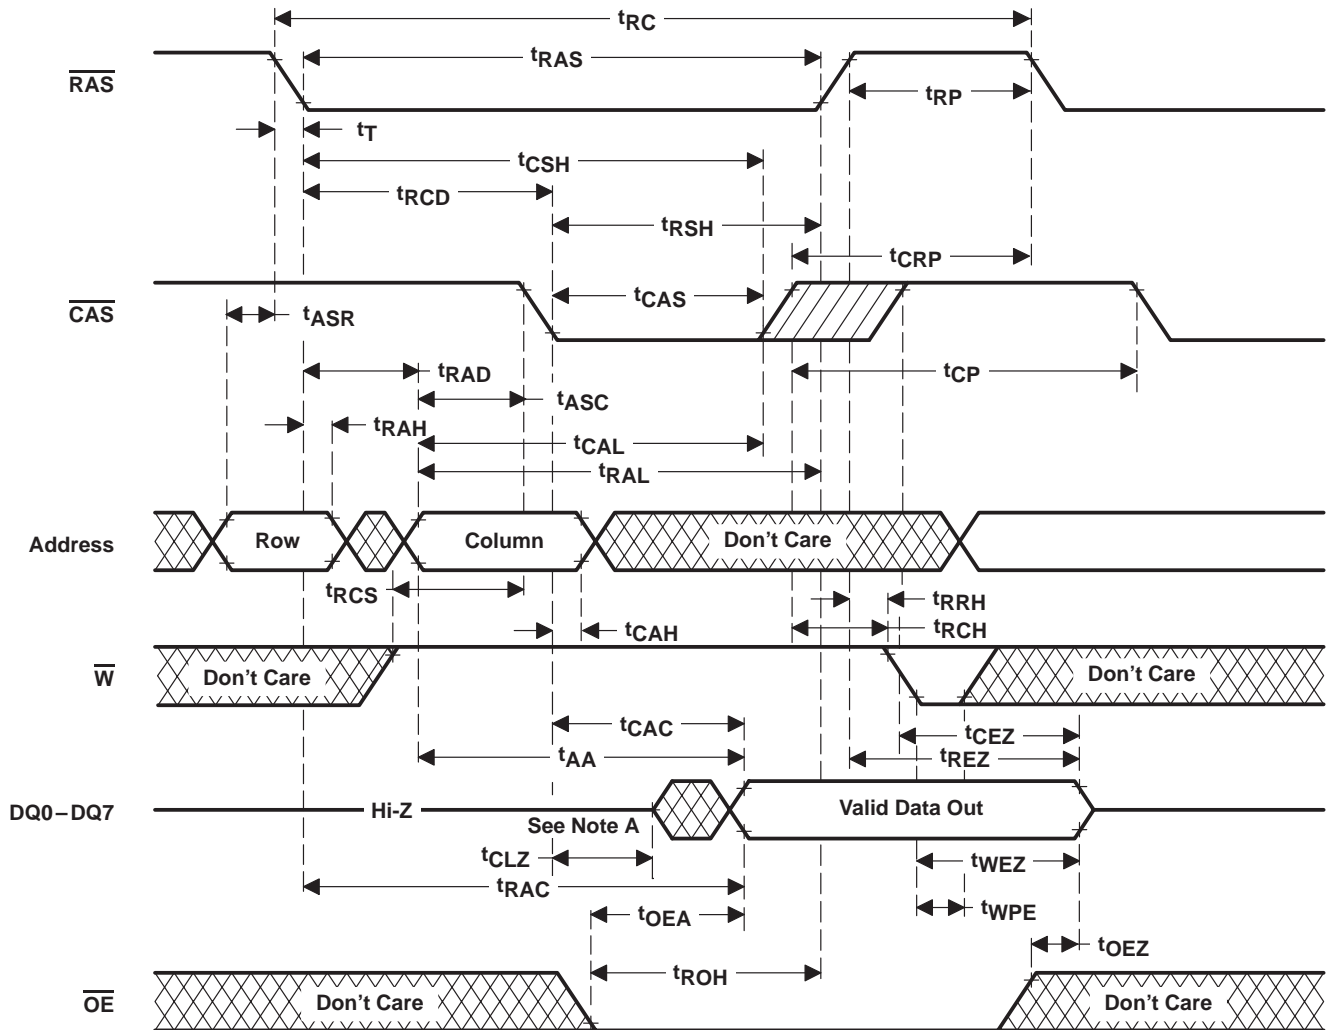 tRC
tRAS
RAS
tRP
tT
tCSH
tRCD
tRSH
tCRP
tCAS
CAS
tASR
tRAD
tCP
tASC
tRAH
tCAL
tRAL
Address
Row
Column
Don't Care
tRCS
tRRH
tRCH
tCAH
W
Don't Care
Don't Care
tCAC
tCEZ
tAA
tREZ
DQ0–DQ7
Hi-Z
Valid Data Out
See Note A
tCLZ
tWEZ
tRAC
tOEA
tWPE
tOEZ
tROH
OE
Don't Care
Don't Care